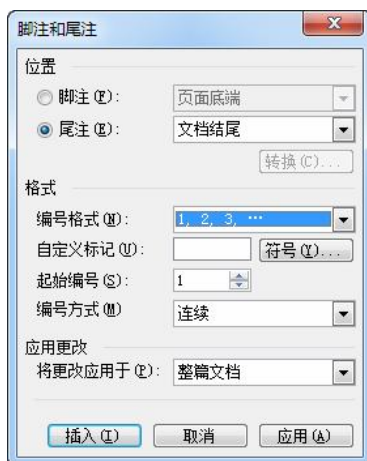 脚注和尾注
位置
脚注(F): 页面底端
尾注(E): 文档结尾
转换(C)...
格式
编号格式(N): 1, 2, 3, …
自定义标记(U): 符号(Y)...
起始编号(S): 1
编号方式(M) 连续
应用更改
将更改应用于(P): 整篇文档
插入(I) 取消 应用(A)